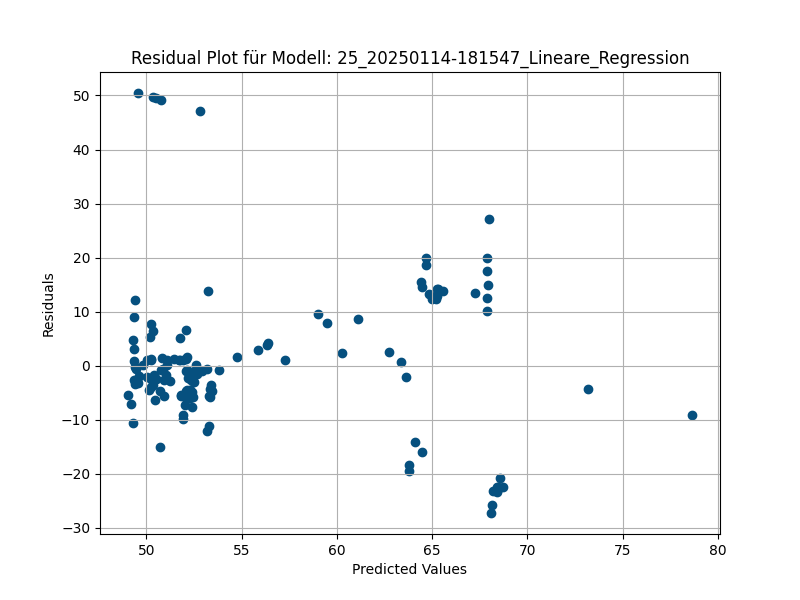 Residual Plot für Modell: 25_20250114-181547_Lineare_Regression
50
40
30
20
10
0
−10
−20
−30
Residuals
50 55 60 65 70 75 80
Predicted Values